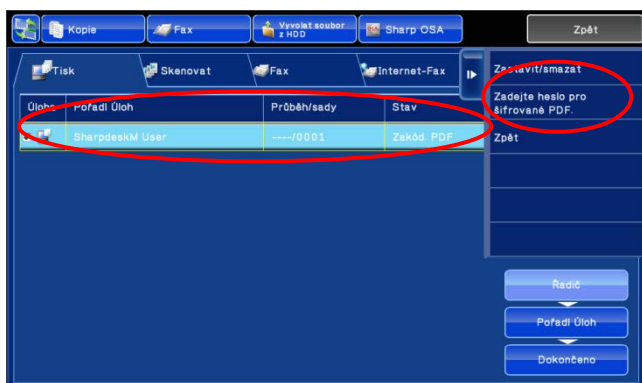 Kopie
Fax
Vyvolat soubor
z HDD
Sharp OSA
Zpět
Tisk
Skenovat
Fax
Internet-Fax
Zastavit/smazat
Úloha
Pořadí Úloh
Průběh/sady
Stav
Zadejte heslo pro
šifrované PDF.
SharpdeskM User
----/0001
Zakód. PDF
Zpět
Řadič
Pořadí Úloh
Dokončeno